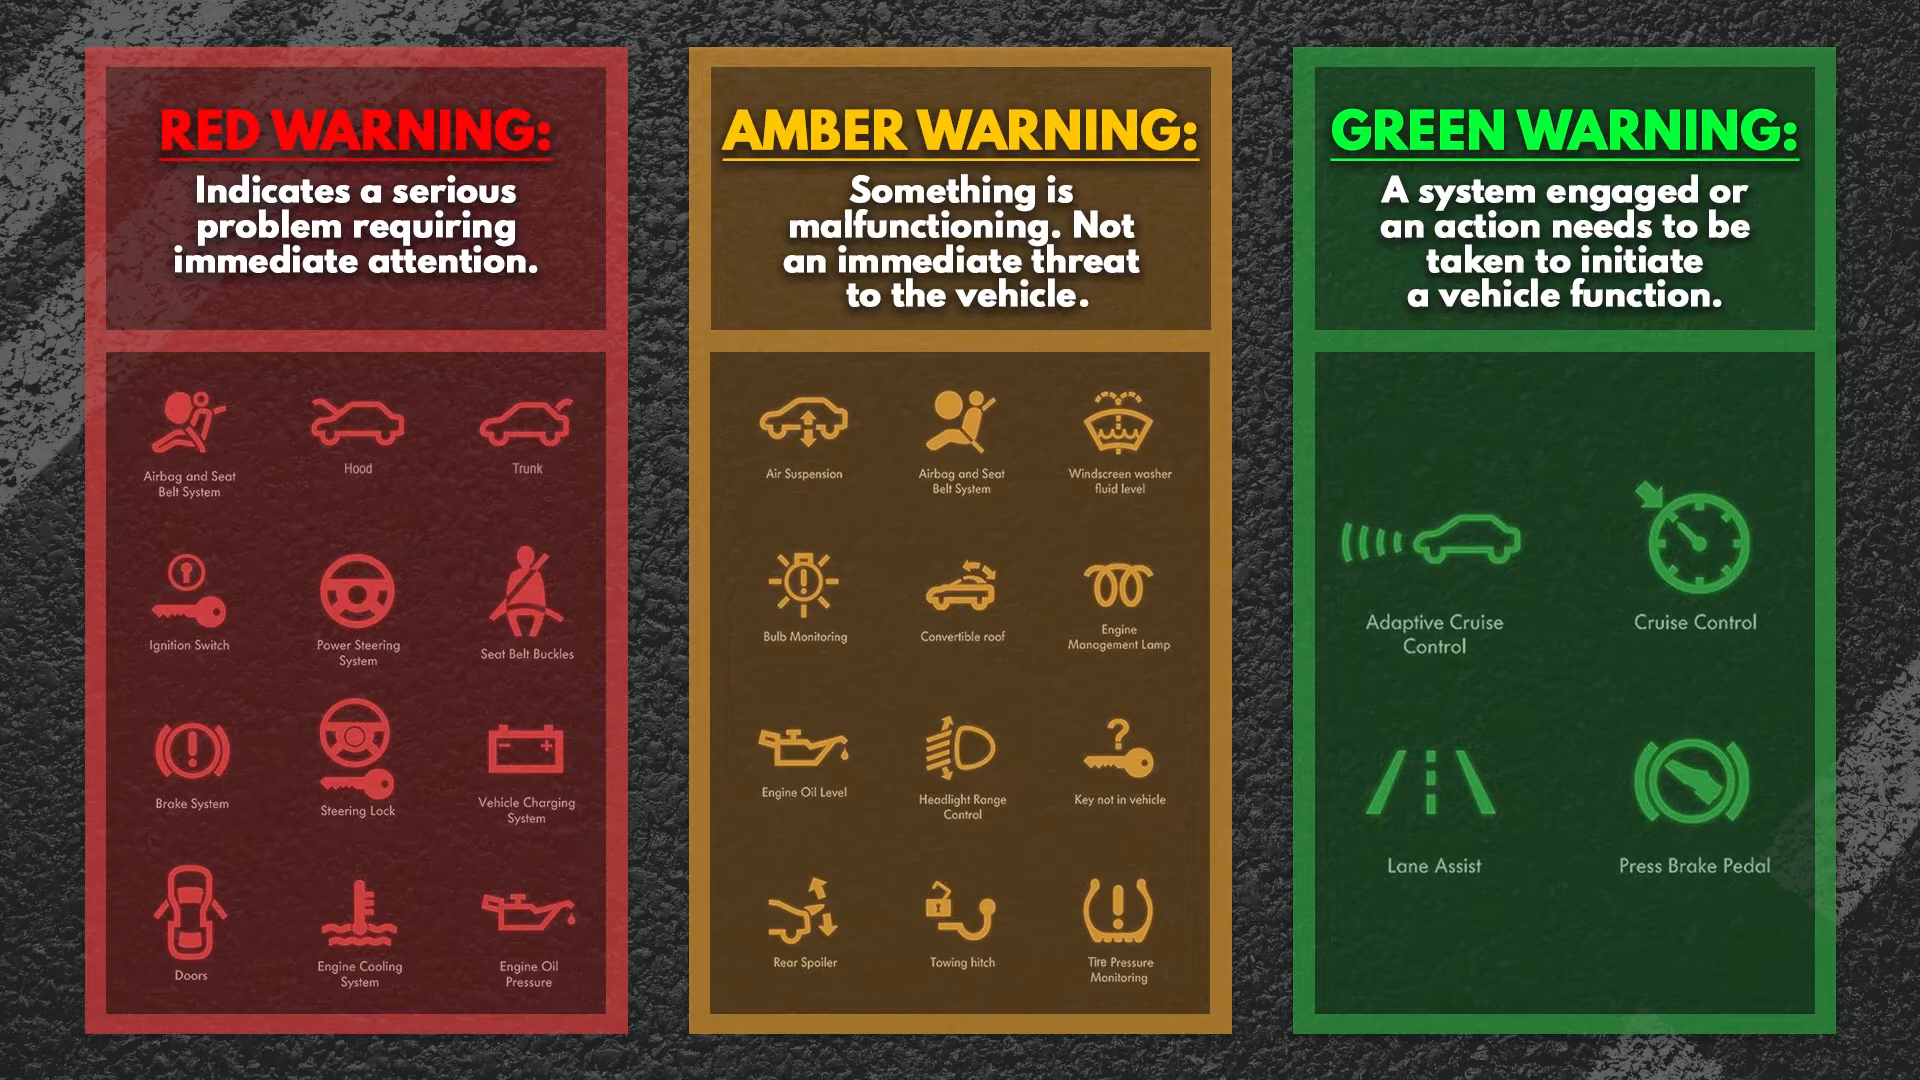 RED WARNING:
Indicates a serious
problem requiring
immediate attention.
Airbag and Seat
Belt System
Hood
Trunk
Ignition Switch
Power Steering
System
Seat Belt Buckles
Brake System
Steering Lock
Vehicle Charging
System
Doors
Engine Cooling
System
Engine Oil
Pressure
AMBER WARNING:
Something is
malfunctioning. Not
an immediate threat
to the vehicle.
Air Suspension
Airbag and Seat
Belt System
Windscreen washer
fluid level
Bulb Monitoring
Convertible roof
Engine
Management Lamp
Engine Oil Level
Headlight Range
Control
Key not in vehicle
Rear Spoiler
Towing hitch
Tire Pressure
Monitoring
GREEN WARNING:
A system engaged or
an action needs to be
taken to initiate
a vehicle function.
Adaptive Cruise
Control
Cruise Control
Lane Assist
Press Brake Pedal